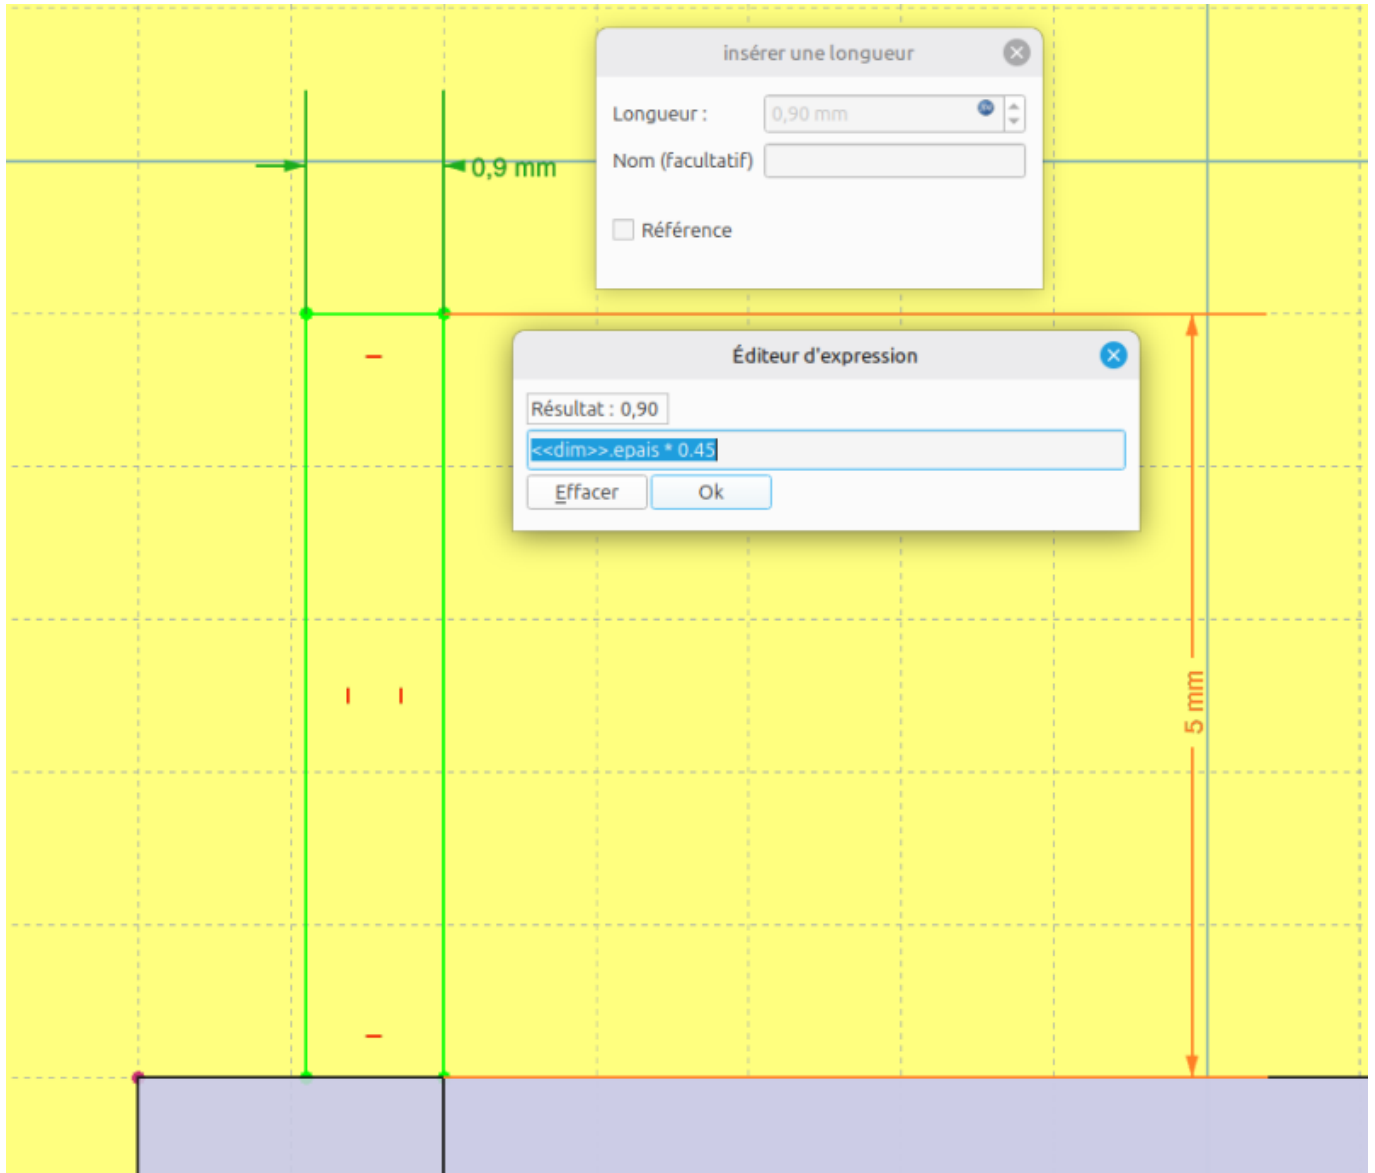 insérer une longueur
Longueur :
0,90 mm
0,9 mm
Nom (facultatif)
Référence
Éditeur d'expression
Résultat : 0,90
<<dim>>.epais * 0.45
Effacer
Ok
5 mm